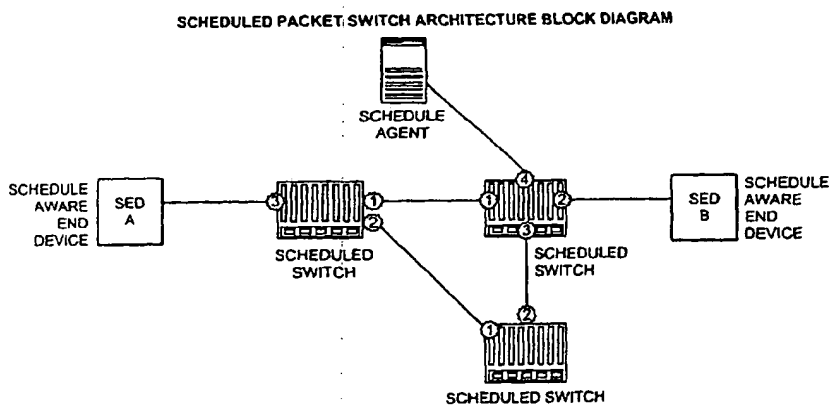 SCHEDULED PACKET SWITCH ARCHITECTURE BLOCK DIAGRAM
SCHEDULE
AGENT
SCHEDULE
AWARE
END
DEVICE
SED
A
3
1
2
SCHEDULED
SWITCH
4
1
2
3
SCHEDULED
SWITCH
SED
B
SCHEDULE
AWARE
END
DEVICE
2
1
SCHEDULED SWITCH